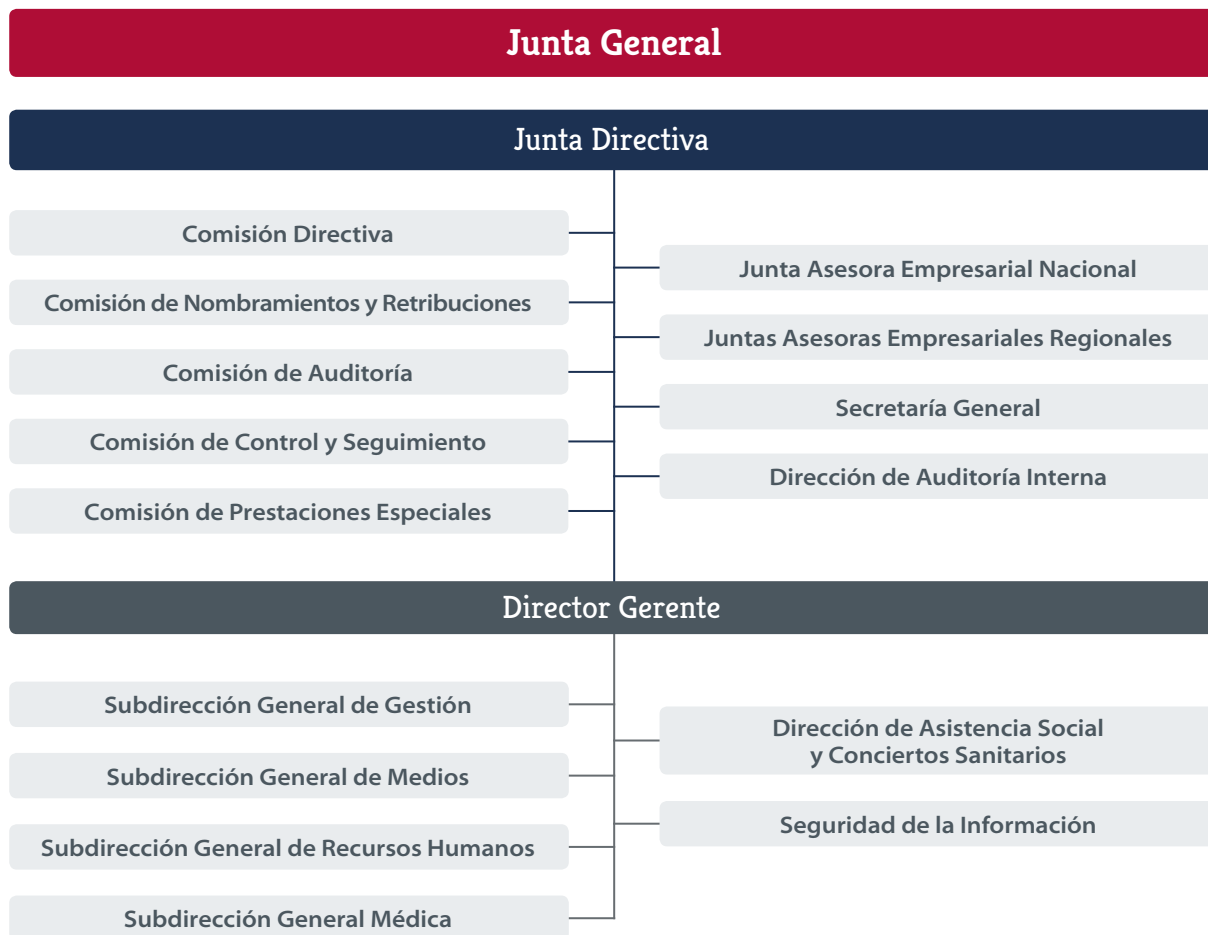 Junta General
Junta Directiva
Comisión Directiva
Comisión de Nombramientos y Retribuciones
Comisión de Auditoría
Comisión de Control y Seguimiento
Comisión de Prestaciones Especiales
Junta Asesora Empresarial Nacional
Juntas Asesoras Empresariales Regionales
Secretaría General
Dirección de Auditoría Interna
Director Gerente
Subdirección General de Gestión
Subdirección General de Medios
Subdirección General de Recursos Humanos
Subdirección General Médica
Dirección de Asistencia Social
y Conciertos Sanitarios
Seguridad de la Información